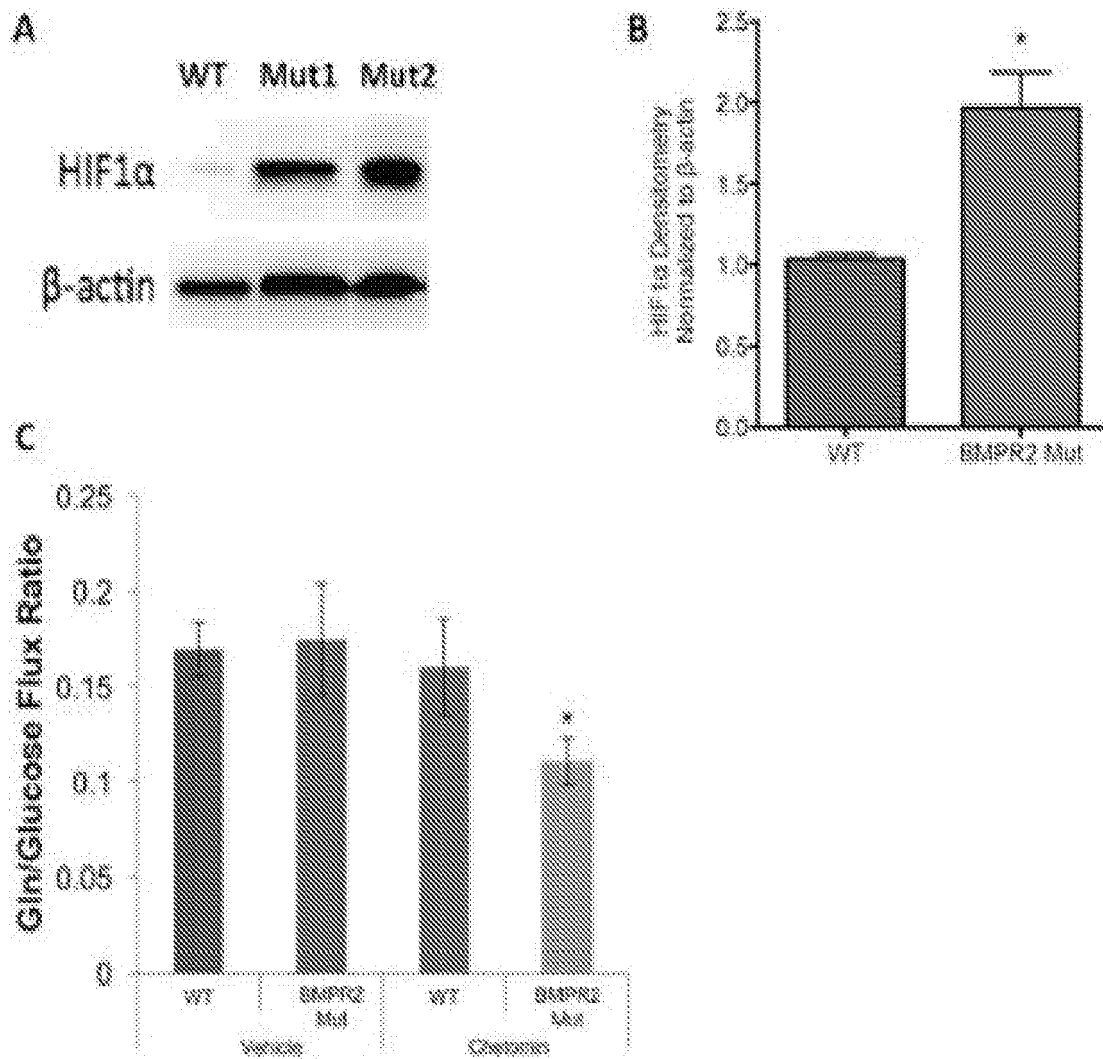 A
WT Mut1 Mut2
HIF1α
β-actin
B
HIF 1α Densitometry
Normalized to β-actin
2.5
2.0
1.5
1.0
0.5
0.0
*
WT BMPR2 Mut
C
Gln/Glucose Flux Ratio
0.25
0.2
0.15
0.1
0.05
0
*
WT BMPR2 WT BMPR2
Mut Mut
Vehicle Chetomin